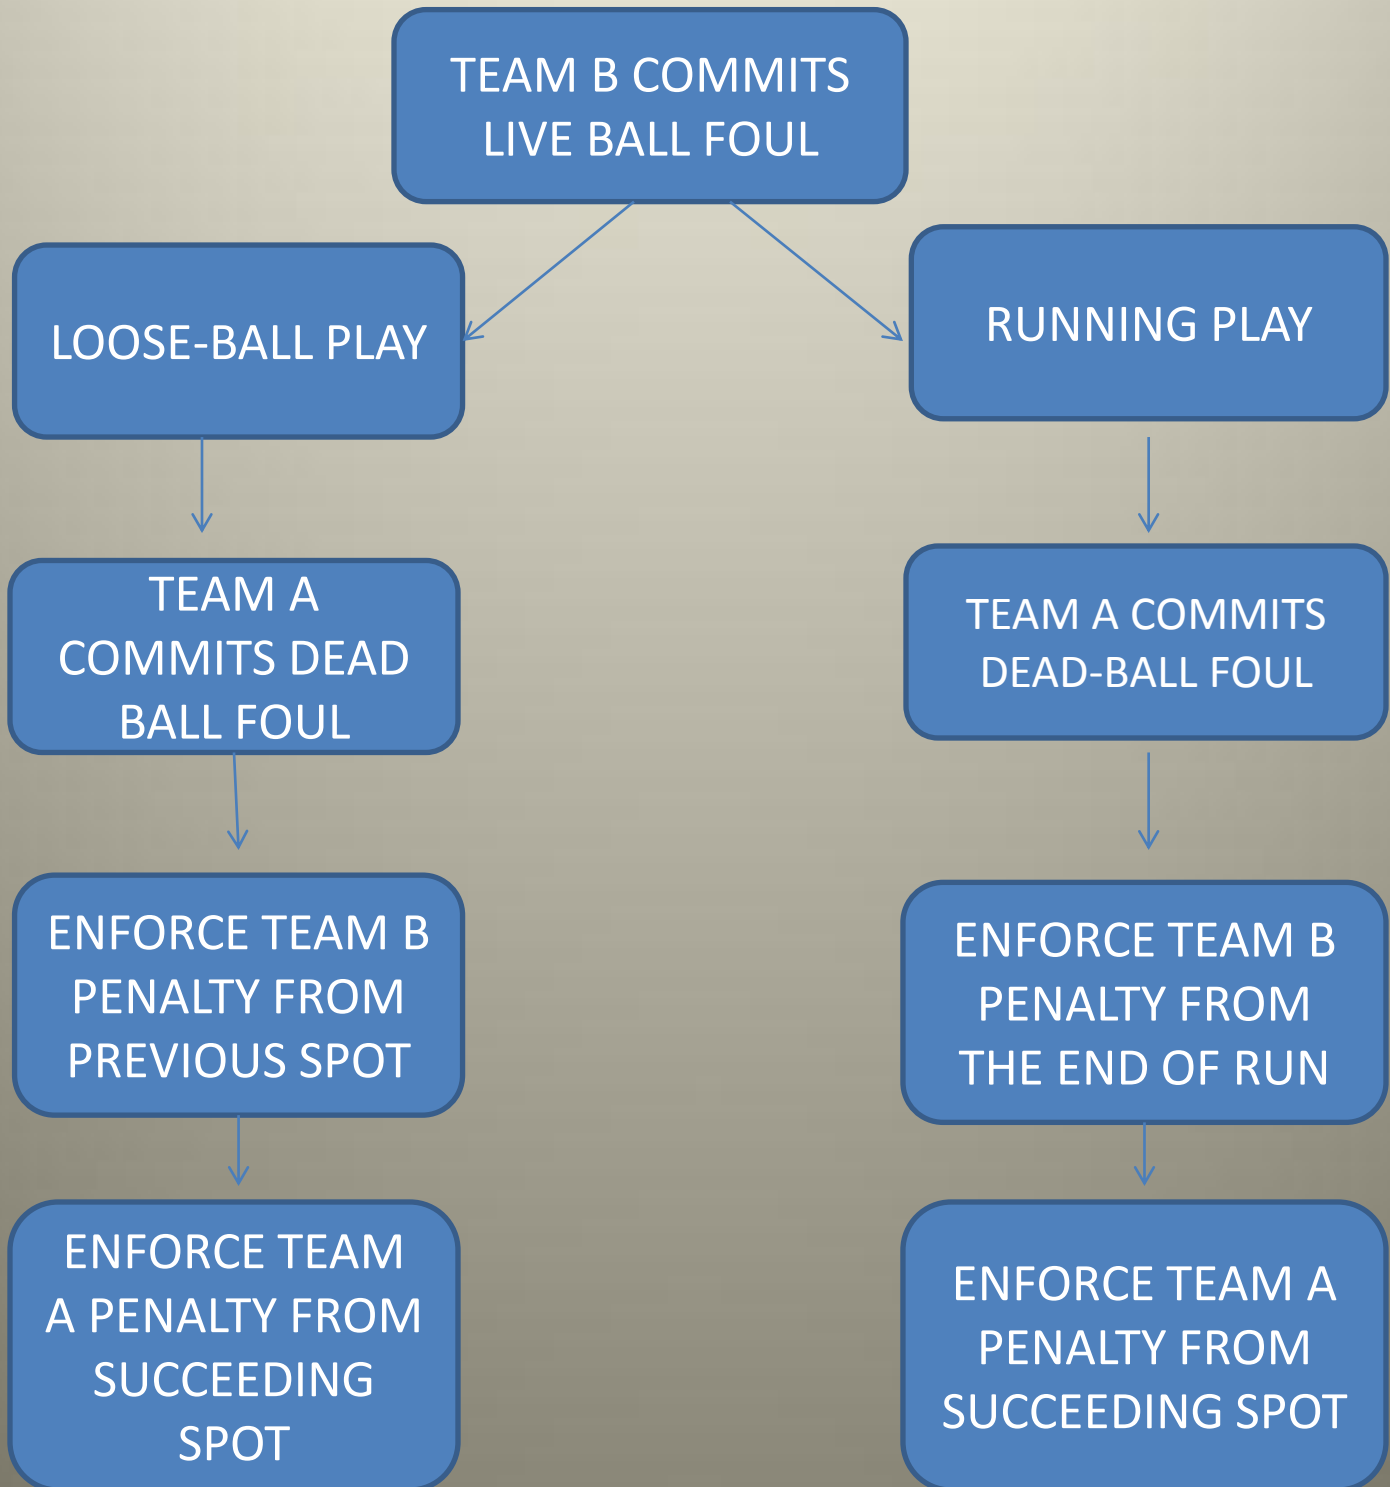 TEAM B COMMITS
LIVE BALL FOUL
LOOSE-BALL PLAY
RUNNING PLAY
TEAM A
COMMITS DEAD
BALL FOUL
TEAM A COMMITS
DEAD-BALL FOUL
ENFORCE TEAM B
PENALTY FROM
PREVIOUS SPOT
ENFORCE TEAM B
PENALTY FROM
THE END OF RUN
ENFORCE TEAM
A PENALTY FROM
SUCCEEDING
SPOT
ENFORCE TEAM A
PENALTY FROM
SUCCEEDING SPOT